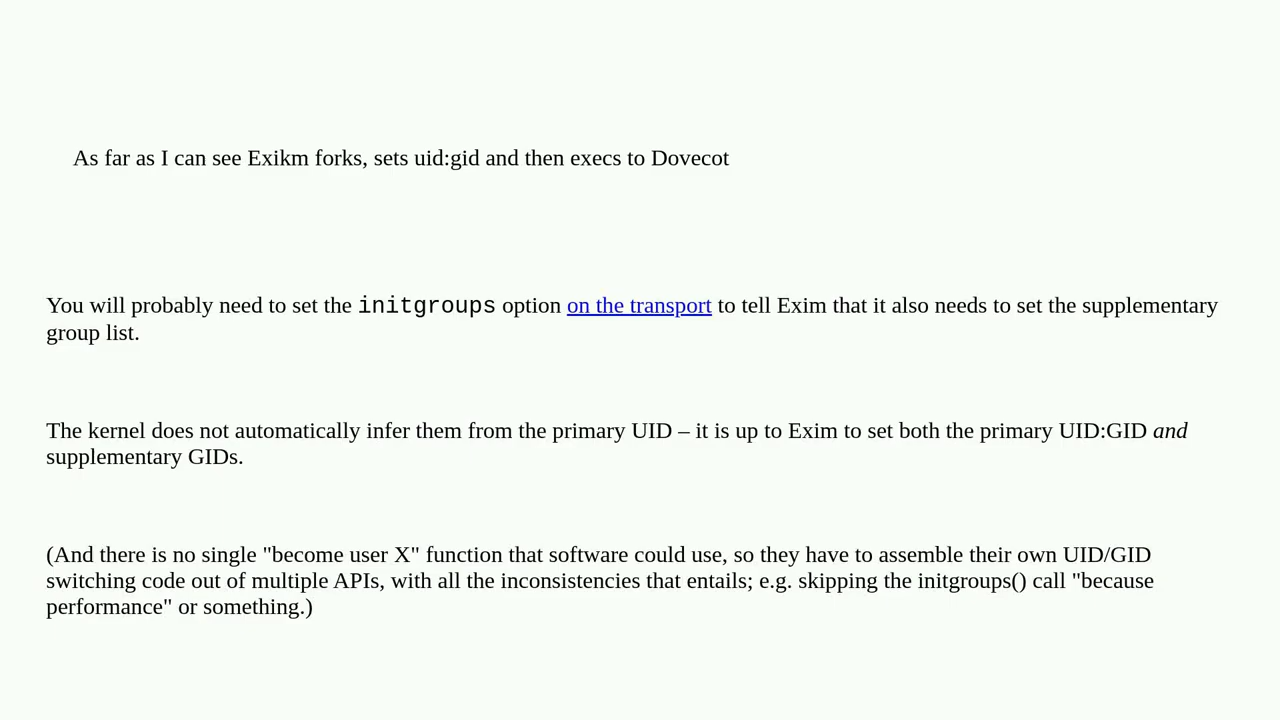 As far as I can see Exikm forks, sets uid:gid and then execs to Dovecot
You will probably need to set the initgroups option on the transport to tell Exim that it also needs to set the supplementary
group list.
The kernel does not automatically infer them from the primary UID – it is up to Exim to set both the primary UID:GID and
supplementary GIDs.
(And there is no single "become user X" function that software could use, so they have to assemble their own UID/GID
switching code out of multiple APIs, with all the inconsistencies that entails; e.g. skipping the initgroups() call "because
performance" or something.)